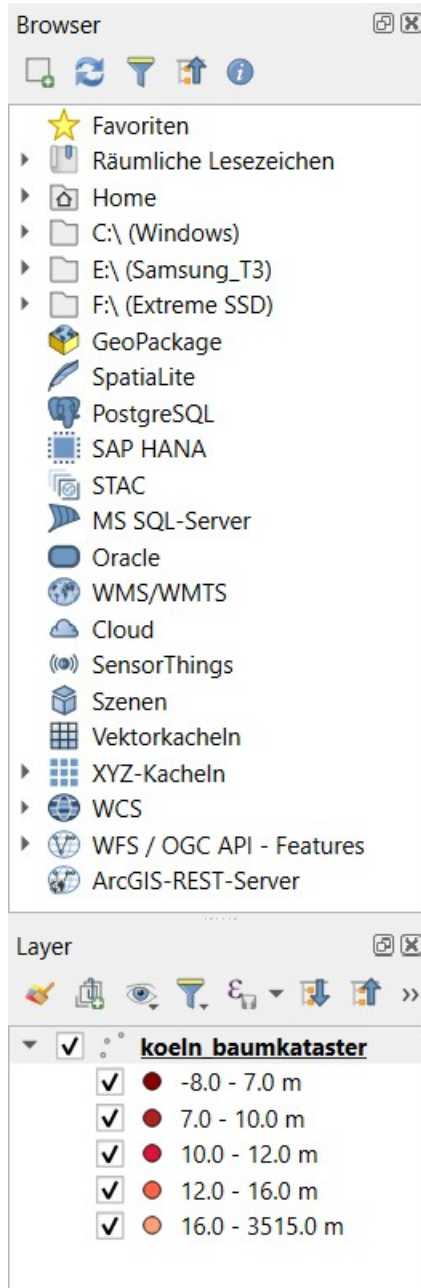 Browser
Favoriten
Räumliche Lesezeichen
Home
C:\ (Windows)
E:\ (Samsung_T3)
F:\ (Extreme SSD)
GeoPackage
SpatiaLite
PostgreSQL
SAP HANA
STAC
MS SQL-Server
Oracle
WMS/WMTS
Cloud
SensorThings
Szenen
Vektorkacheln
XYZ-Kacheln
WCS
WFS / OGC API - Features
ArcGIS-REST-Server
Layer
koeln_baumkataster
-8.0 - 7.0 m
7.0 - 10.0 m
10.0 - 12.0 m
12.0 - 16.0 m
16.0 - 3515.0 m